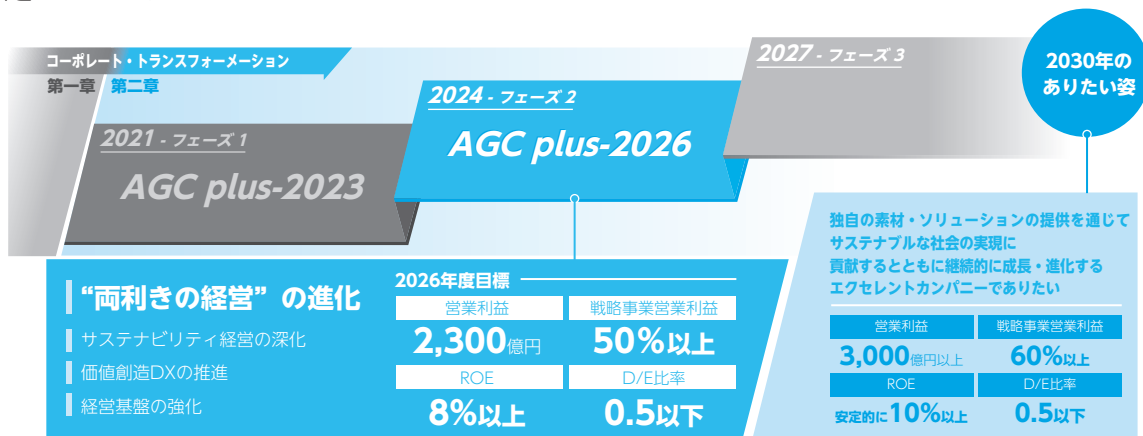 コーポレート・トランスフォーメーション
第一章 第二章
2021 - フェーズ 1
AGC plus-2023
2024 - フェーズ 2
AGC plus-2026
2027 - フェーズ 3
2030年の
ありたい姿
“両利きの経営” の進化
サステナビリティ経営の深化
価値創造DXの推進
経営基盤の強化
2026年度目標
営業利益 戦略事業営業利益
2,300億円 50%以上
ROE D/E比率
8%以上 0.5以下
独自の素材・ソリューションの提供を通じて
サステナブルな社会の実現に
貢献するとともに継続的に成長・進化する
エクセレントカンパニーでありたい
営業利益 戦略事業営業利益
3,000億円以上 60%以上
ROE D/E比率
安定的に10%以上 0.5以下